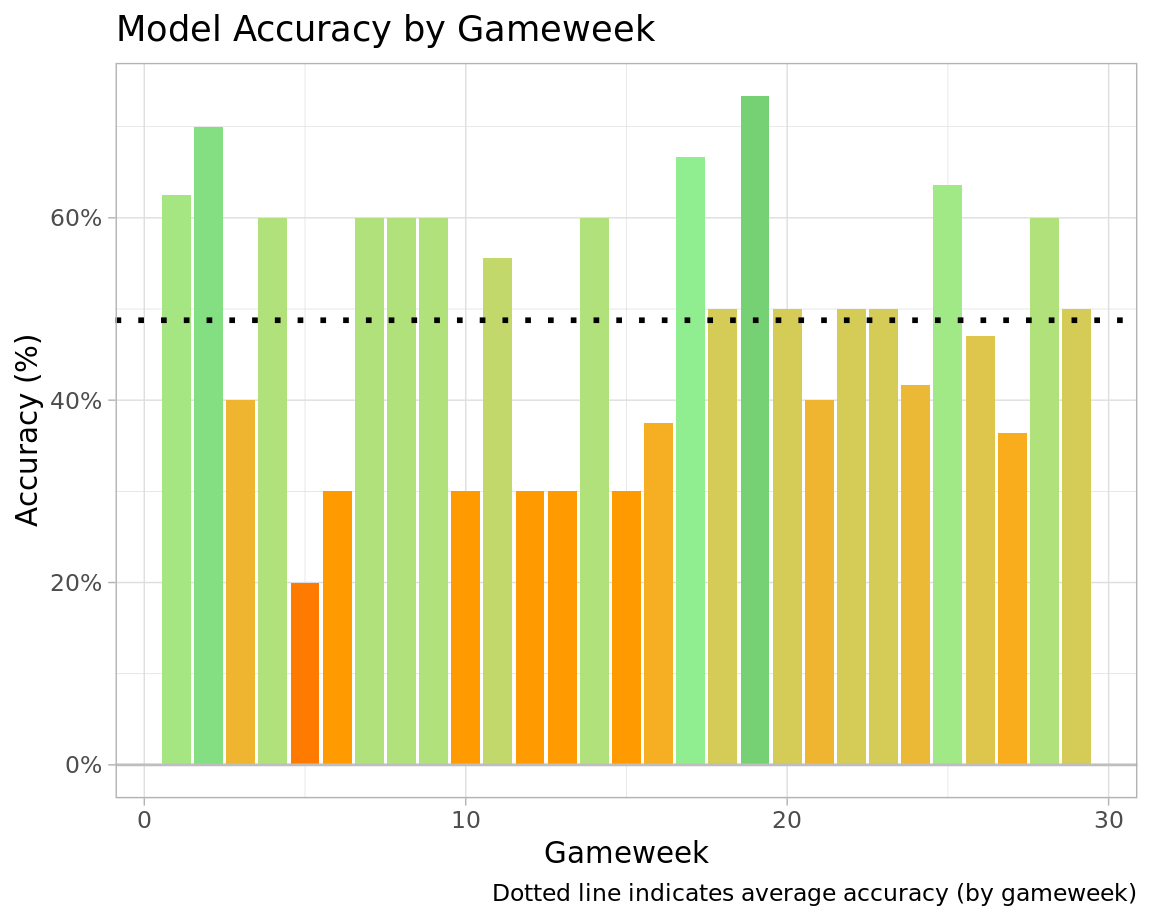 Model Accuracy by Gameweek
Accuracy (%)
60%
40%
20%
0%
0 10 20 30
Gameweek
Dotted line indicates average accuracy (by gameweek)